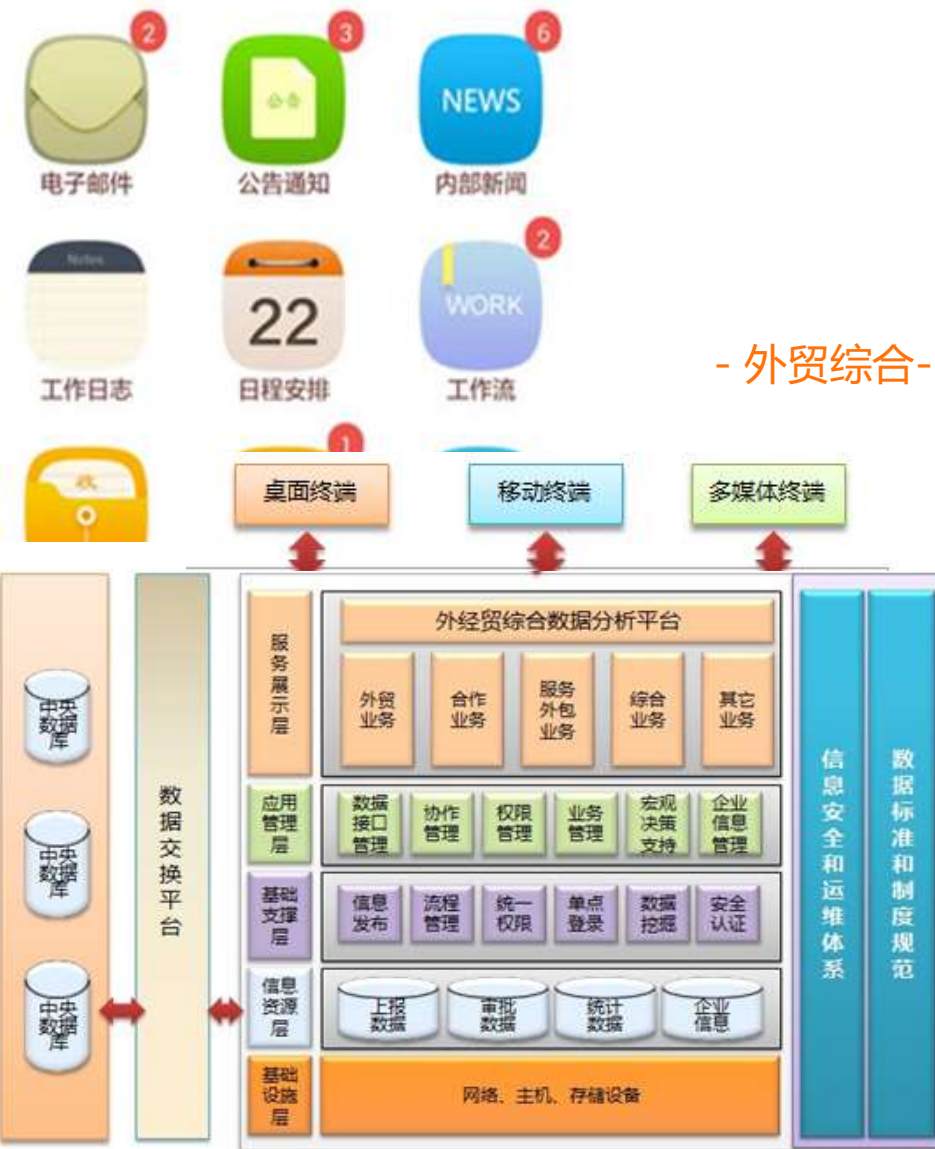 2
3
6
公告
NEWS
电子邮件
公告通知
内部新闻
2
Notes
22
WORK
工作日志
日程安排
工作流
- 外贸综合-
1
收
桌面终端
移动终端
多媒体终端
中央
数据
库
中央
数据
库
中央
数据
库
数
据
交
换
平
台
服
务
展
示
层
外经贸综合数据分析平台
外贸
业务
合作
业务
服务
外包
业务
综合
业务
其它
业务
应用
管理
层
数据
接口
管理
协作
管理
权限
管理
业务
管理
宏观
决策
支持
企业
信息
管理
基础
支撑
层
信息
发布
流程
管理
统一
权限
单点
登录
数据
挖掘
安全
认证
信息
资源
层
上报
数据
审批
数据
统计
数据
企业
信息
基础
设施
层
网络、主机、存储设备
信
息
安
全
和
运
维
体
系
数
据
标
准
和
制
度
规
范